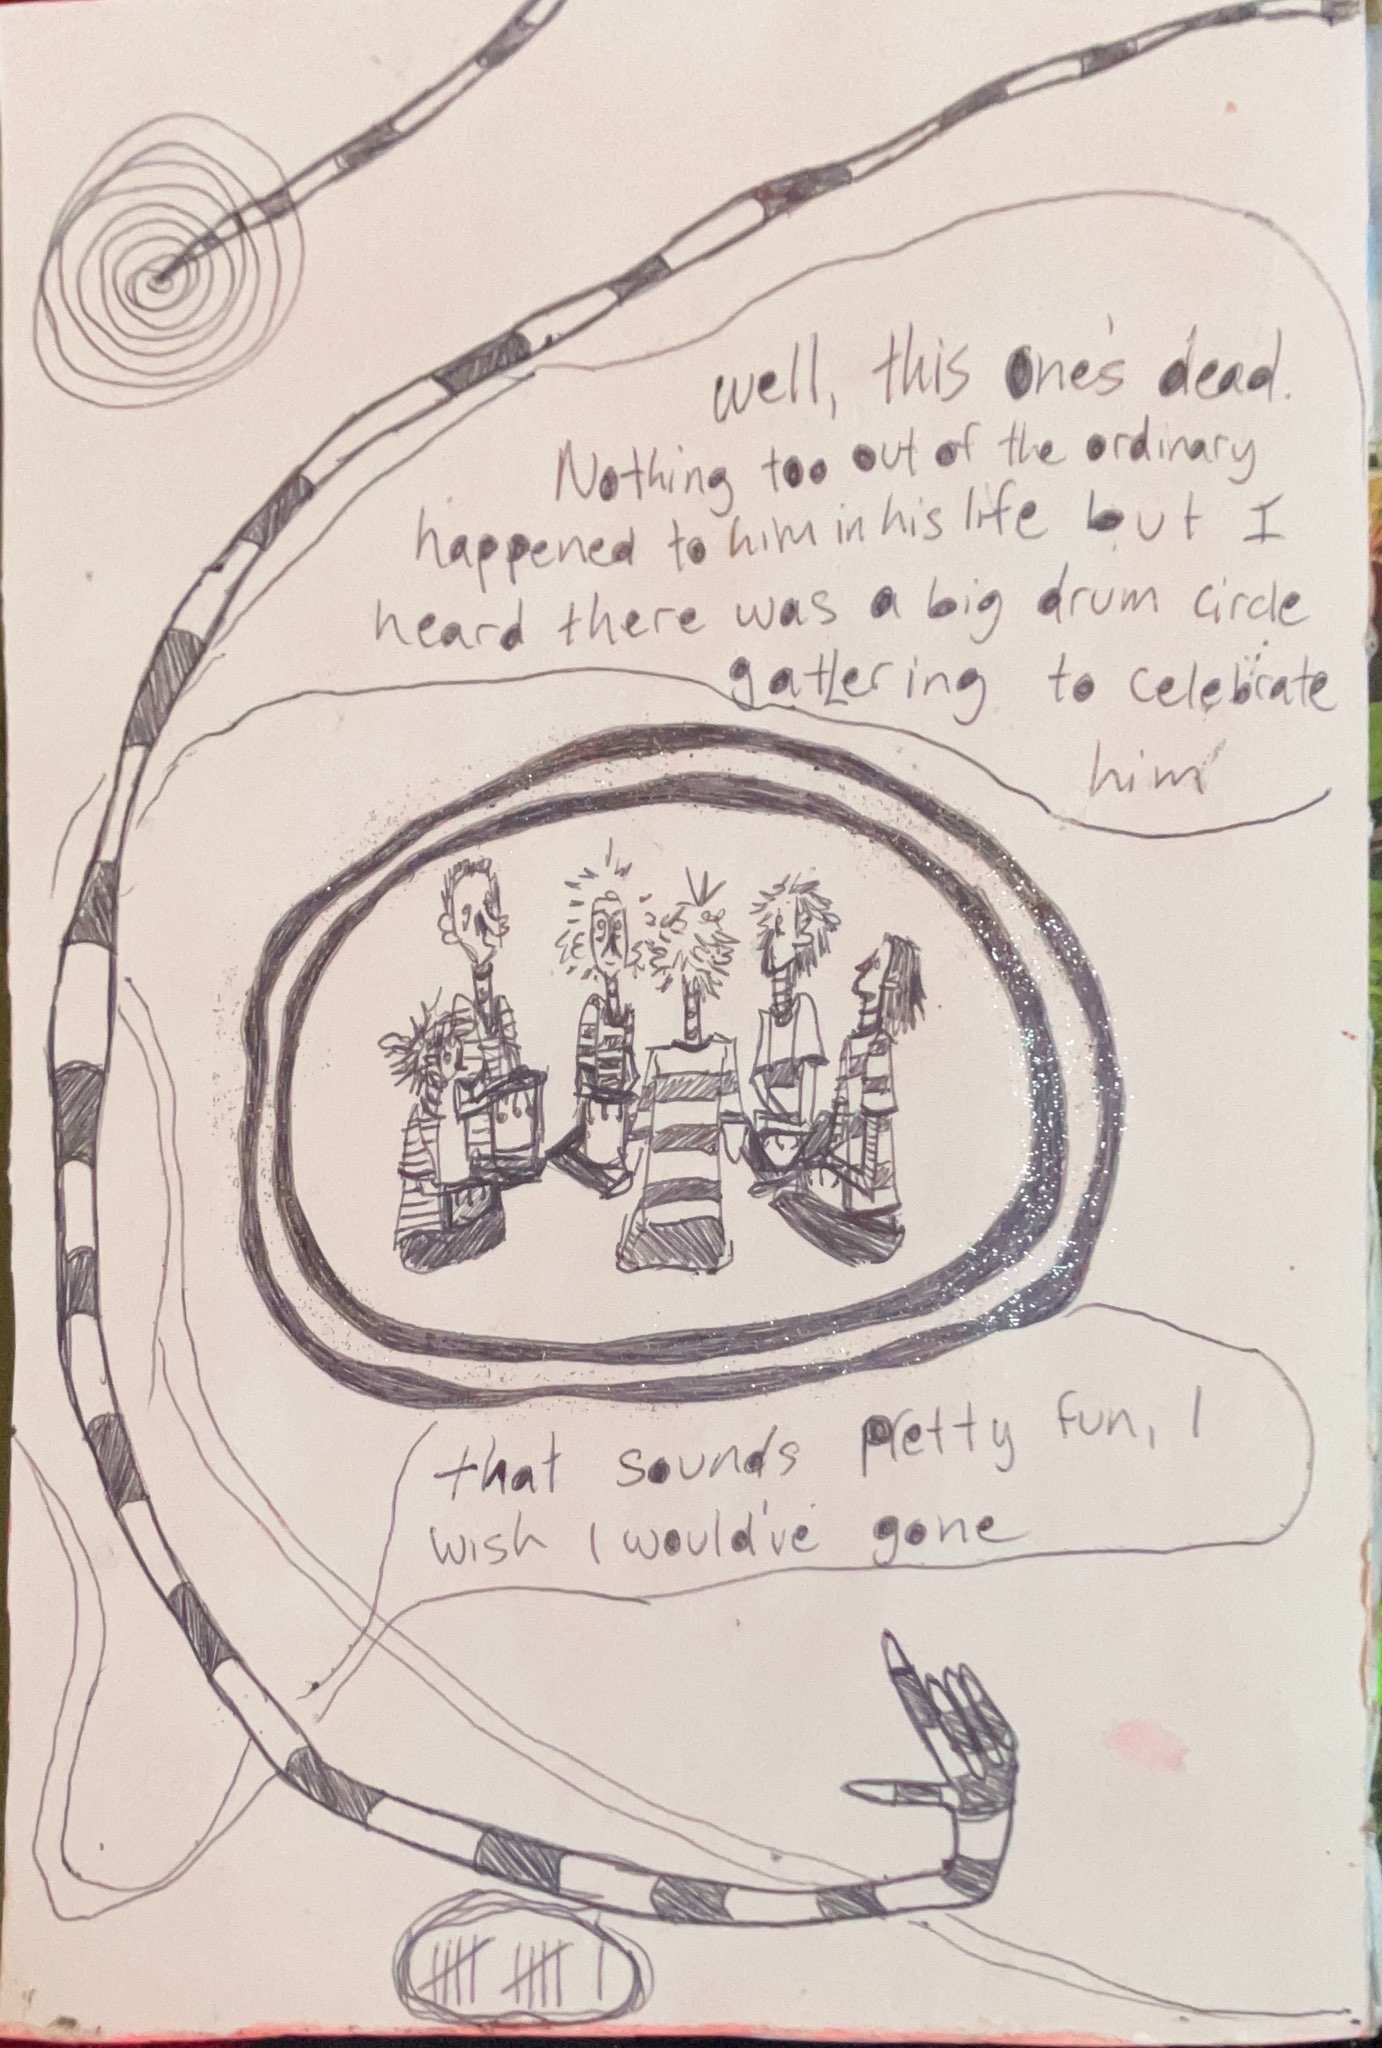 well, this one's dead.
Nothing too out of the ordinary
happened to him in his life but I
heard there was a big drum circle
gathering to celebrate
him
that sounds pretty fun, I
wish I would've gone